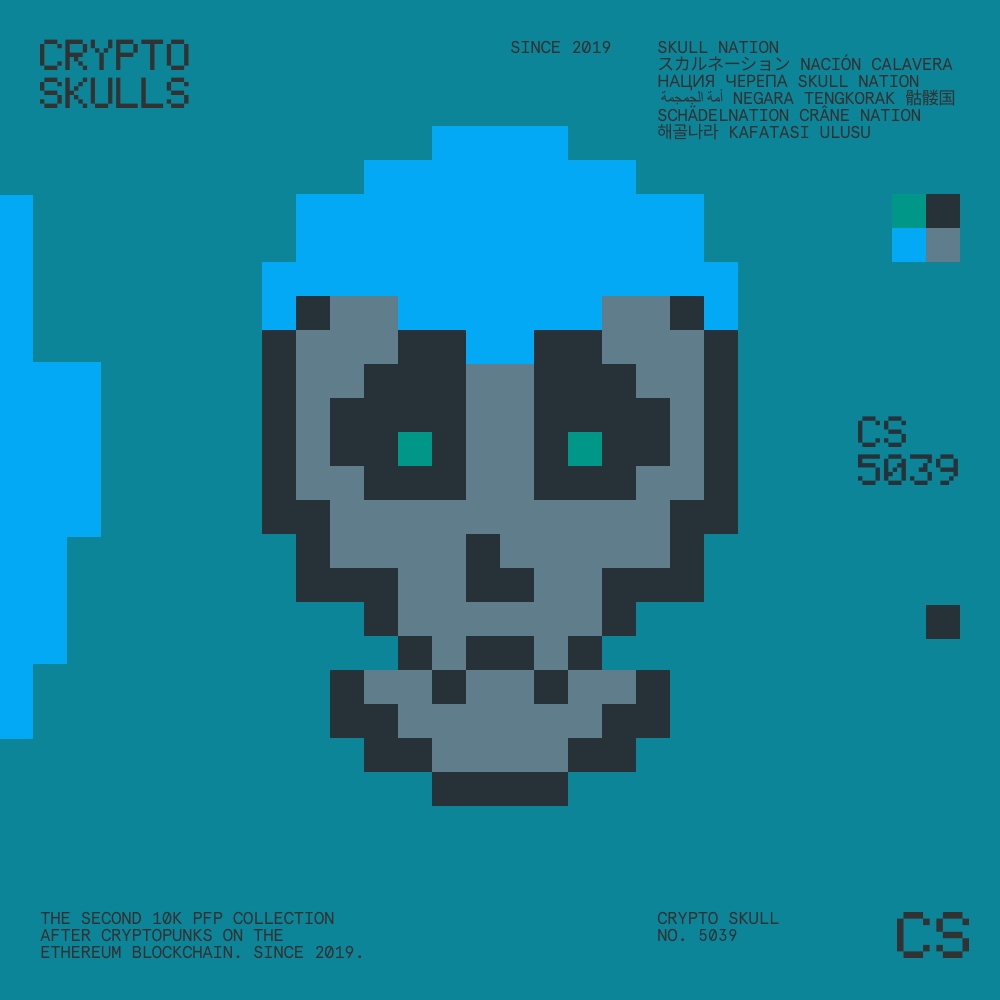 CRYPTO
SKULLS
SINCE 2019
SKULL NATION
スカルネーション NACIÓN CALAVERA
НАЦИЯ ЧЕРЕПА SKULL NATION
أمة الجمجمة NEGARA TENGKORAK 骷髅国
SCHÄDELNATION CRÂNE NATION
해골나라 KAFATASI ULUSU
CS
5039
THE SECOND 10K PFP COLLECTION
AFTER CRYPTOPUNKS ON THE
ETHEREUM BLOCKCHAIN. SINCE 2019.
CRYPTO SKULL
NO. 5039
CS